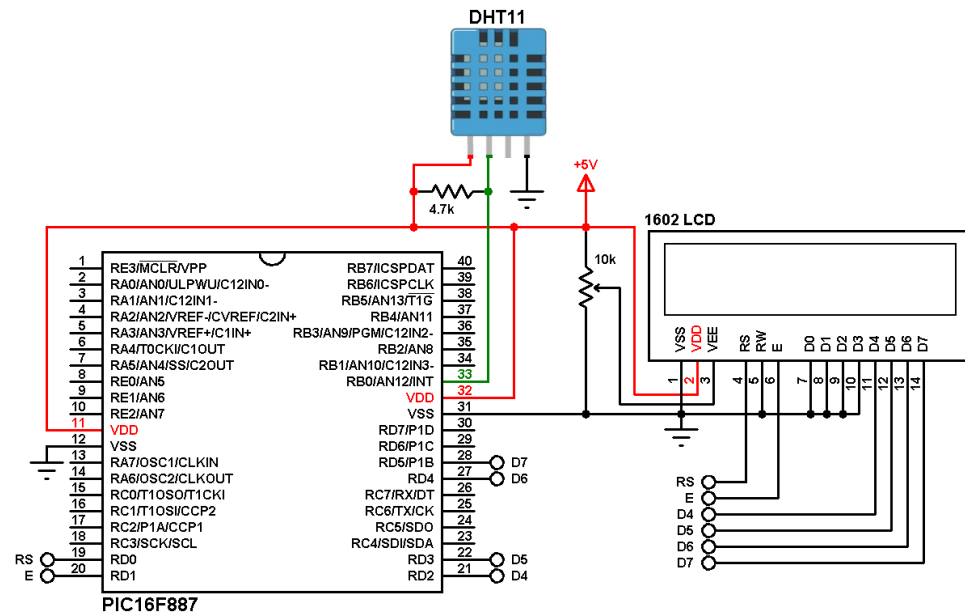 DHT11
+5V
4.7k
1602 LCD
10k
1 RE3/MCLR/VPP RB7/ICSPDAT 40
2 RA0/AN0/ULPWU/C12IN0- RB6/ICSPCLK 39
3 RA1/AN1/C12IN1- RB5/AN13/T1G 38
4 RA2/AN2/VREF-/CVREF/C2IN+ RB4/AN11 37
5 RA3/AN3/VREF+/C1IN+ RB3/AN9/PGM/C12IN2- 36
6 RA4/T0CKI/C1OUT RB2/AN8 35
7 RA5/AN4/SS/C2OUT RB1/AN10/C12IN3- 34
8 RE0/AN5 RB0/AN12/INT 33
9 RE1/AN6 VDD 32
10 RE2/AN7 VSS 31
11 VDD RD7/P1D 30
12 VSS RD6/P1C 29
13 RA7/OSC1/CLKIN RD5/P1B 28 D7
14 RA6/OSC2/CLKOUT RD4 27 D6
15 RC0/T1OSO/T1CKI RC7/RX/DT 26
16 RC1/T1OSI/CCP2 RC6/TX/CK 25
17 RC2/P1A/CCP1 RC5/SDO 24
18 RC3/SCK/SCL RC4/SDI/SDA 23
RS 19 RD0 RD3 22 D5
E 20 RD1 RD2 21 D4
PIC16F887
VSS VDD VEE RS RW E D0 D1 D2 D3 D4 D5 D6 D7
1 2 3 4 5 6 7 8 9 10 11 12 13 14
RS
E
D4
D5
D6
D7